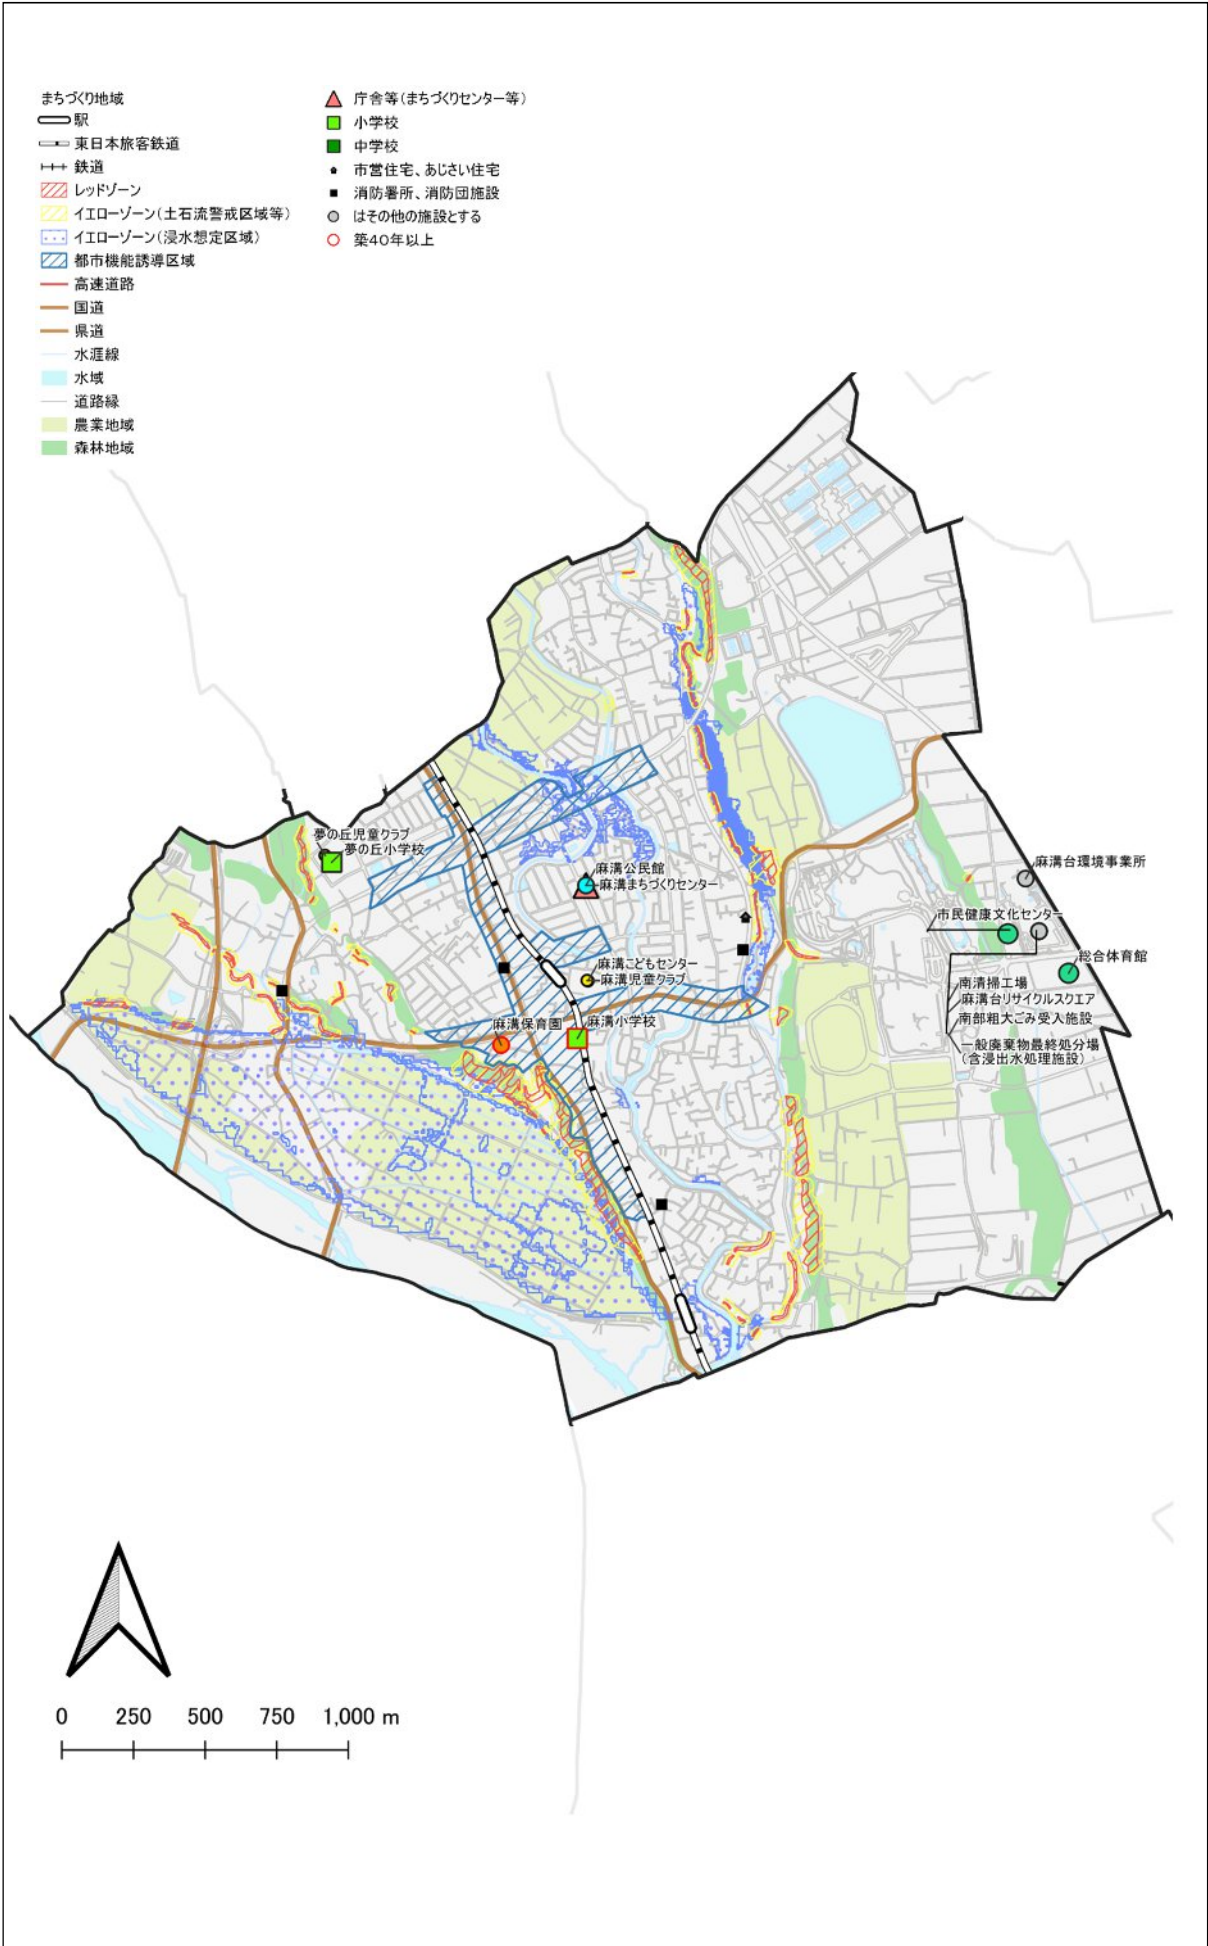 まちづくり地域
駅
東日本旅客鉄道
鉄道
レッドゾーン
イエローゾーン(土石流警戒区域等)
イエローゾーン(浸水想定区域)
都市機能誘導区域
高速道路
国道
県道
水涯線
水域
道路縁
農業地域
森林地域
庁舎等(まちづくりセンター等)
小学校
中学校
市営住宅、あじさい住宅
消防署所、消防団施設
はその他の施設とする
築40年以上
夢の丘児童クラブ
夢の丘小学校
麻溝公民館
麻溝まちづくりセンター
麻溝台環境事業所
市民健康文化センター
総合体育館
麻溝こどもセンター
麻溝児童クラブ
南清掃工場
麻溝台リサイクルスクエア
南部粗大ごみ受入施設
一般廃棄物最終処分場
(含浸出水処理施設)
麻溝保育園
麻溝小学校
0 250 500 750 1,000 m